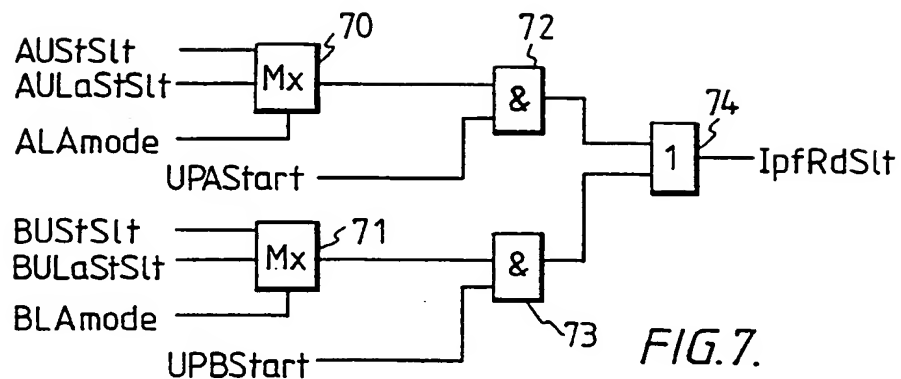 AUStSlt
AULaStSlt
ALAmode
Mx
70
UPAStart
&
72
1
74
IpfRdSlt
BUStSlt
BULaStSlt
BLAmode
Mx
71
UPBStart
&
73
FIG.7.